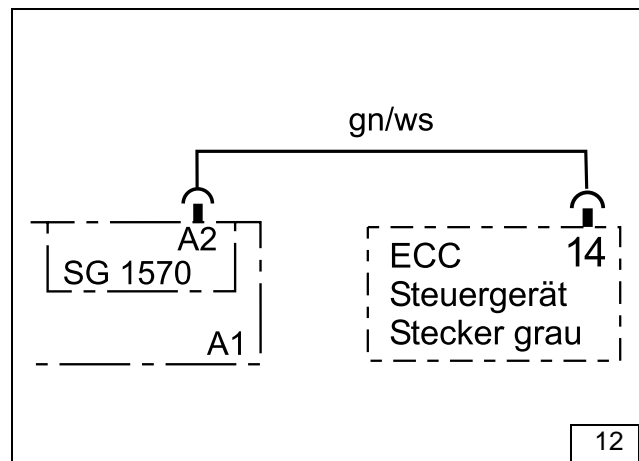 gn/ws
A2
SG 1570
A1
ECC 14
Steuergerät
Stecker grau
12